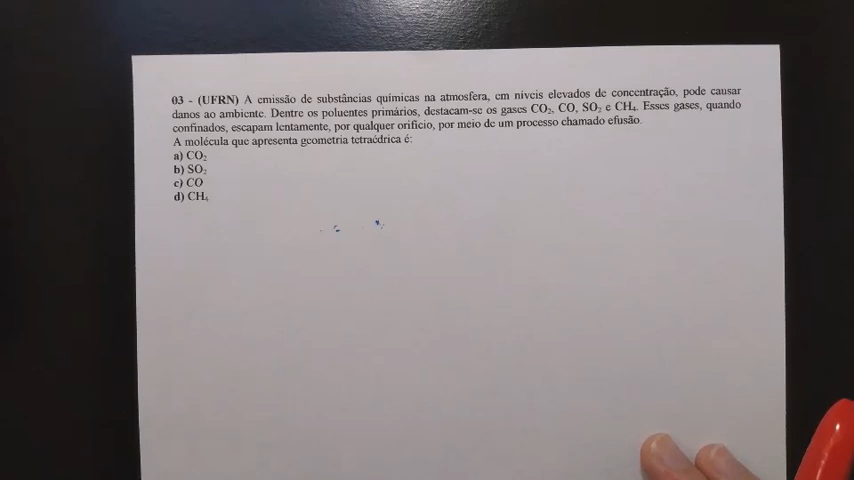 03 - (UFRN) A emissão de substâncias químicas na atmosfera, em níveis elevados de concentração, pode causar
danos ao ambiente. Dentre os poluentes primários, destacam-se os gases CO₂, CO, SO₂ e CH₄. Esses gases, quando
confinados, escapam lentamente, por qualquer orifício, por meio de um processo chamado efusão.
A molécula que apresenta geometria tetraédrica é:
a) CO₂
b) SO₂
c) CO
d) CH₄